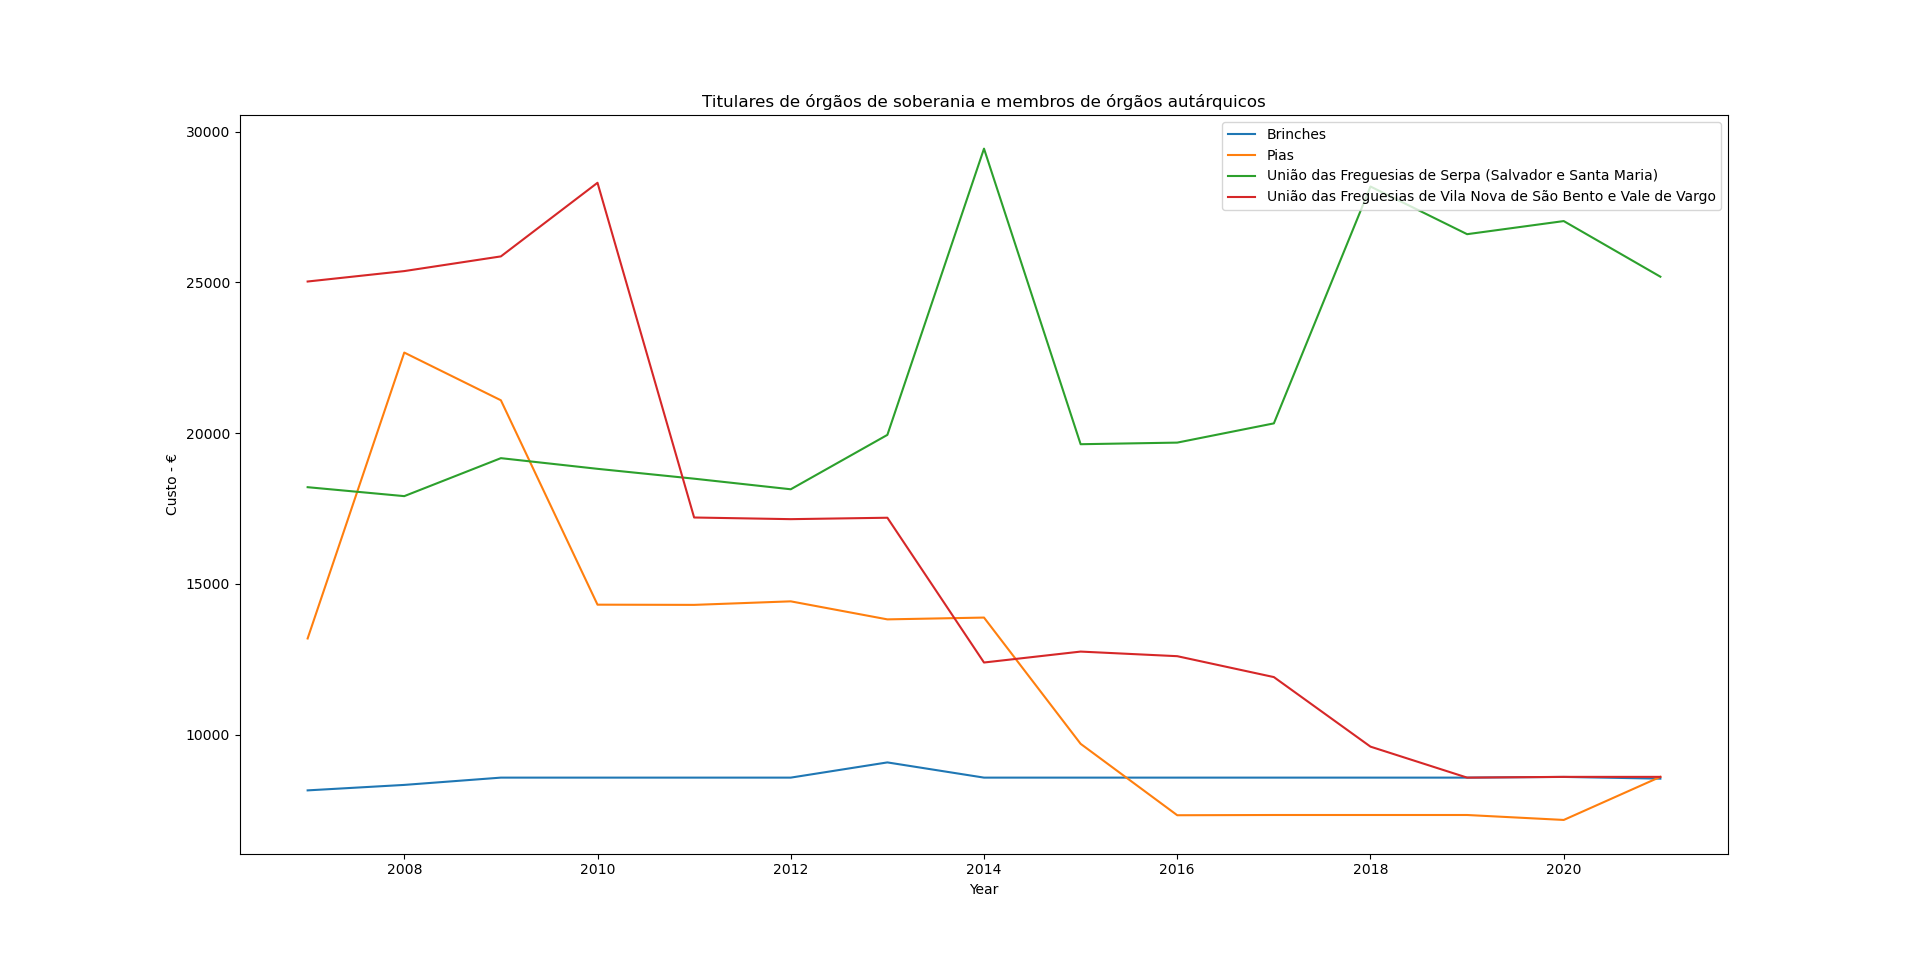 Titulares de órgãos de soberania e membros de órgãos autárquicos
Brinches
Pias
União das Freguesias de Serpa (Salvador e Santa Maria)
União das Freguesias de Vila Nova de São Bento e Vale de Vargo
30000
25000
20000
15000
10000
Custo - €
2008 2010 2012 2014 2016 2018 2020
Year